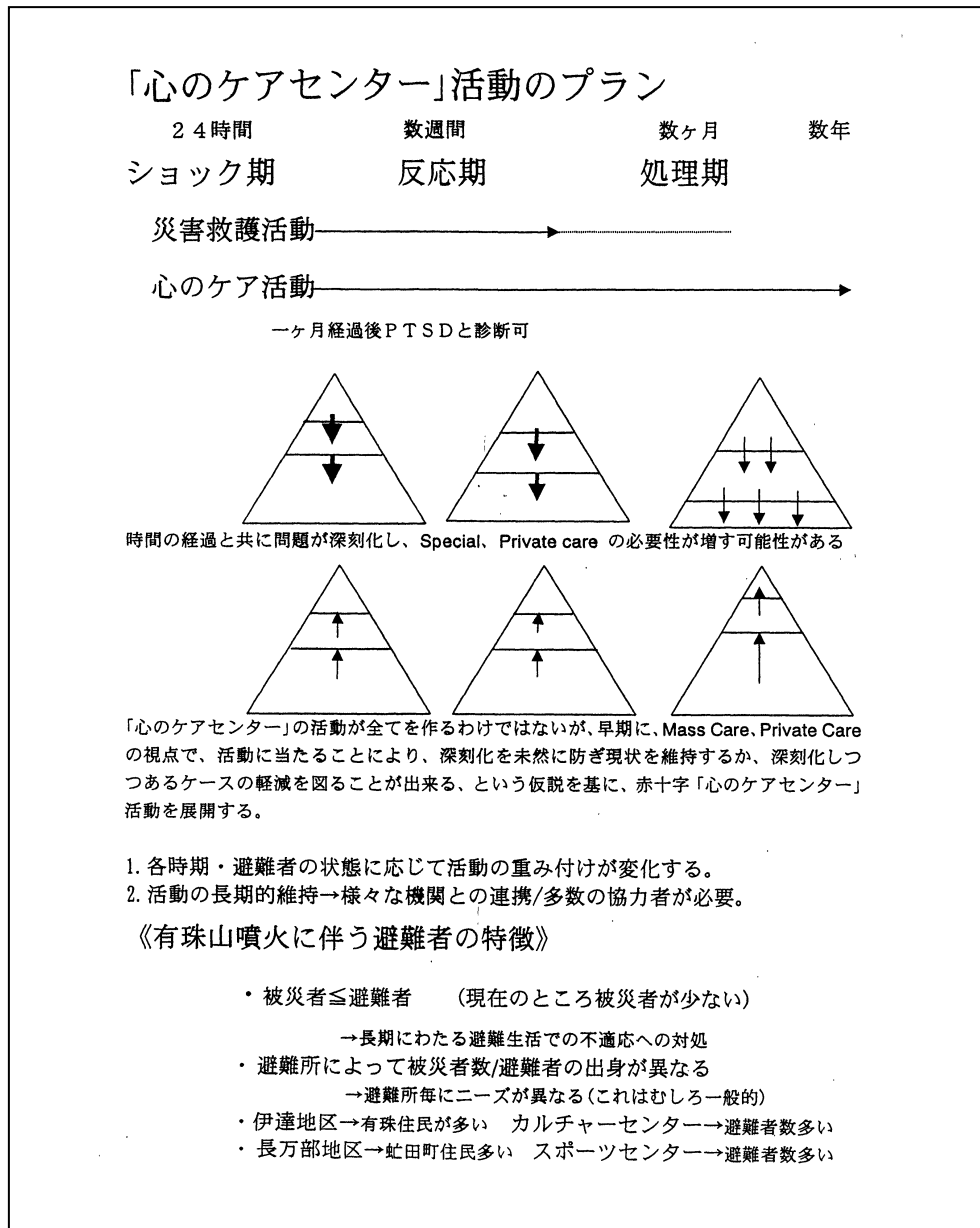 「心のケアセンター」活動のプラン
24時間 数週間 数ヶ月 数年
ショック期 反応期 処理期
災害救護活動
心のケア活動
一ヶ月経過後PTSDと診断可
時間の経過と共に問題が深刻化し、Special、Private care の必要性が増す可能性がある
「心のケアセンター」の活動が全てを作るわけではないが、早期に、Mass Care、Private Care
の視点で、活動に当たることにより、深刻化を未然に防ぎ現状を維持するか、深刻化しつ
つあるケースの軽減を図ることが出来る、という仮説を基に、赤十字「心のケアセンター」
活動を展開する。
1. 各時期・避難者の状態に応じて活動の重み付けが変化する。
2. 活動の長期的維持→様々な機関との連携/多数の協力者が必要。
《有珠山噴火に伴う避難者の特徴》
・被災者≦避難者 (現在のところ被災者が少ない)
→長期にわたる避難生活での不適応への対処
・避難所によって被災者数/避難者の出身が異なる
→避難所毎にニーズが異なる(これはむしろ一般的)
・伊達地区→有珠住民が多い カルチャーセンター→避難者数多い
・長万部地区→虻田町住民多い スポーツセンター→避難者数多い